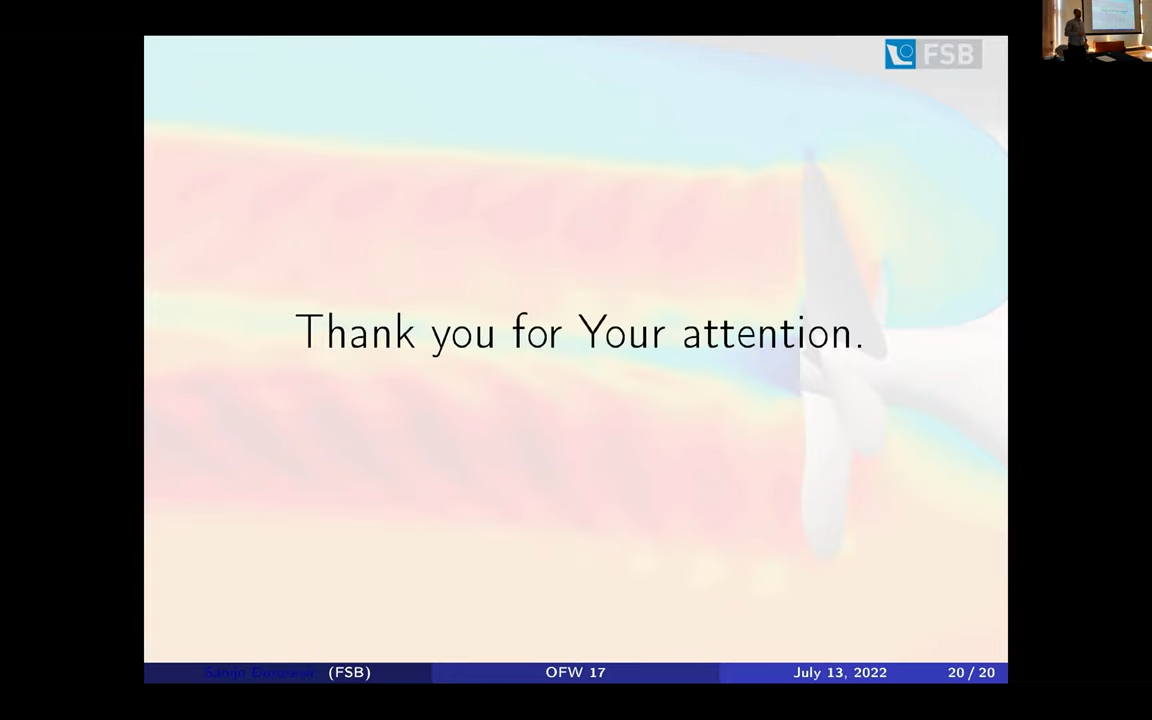 FSB
Thank you for Your attention.
(FSB)
OFW 17
July 13, 2022
20 / 20